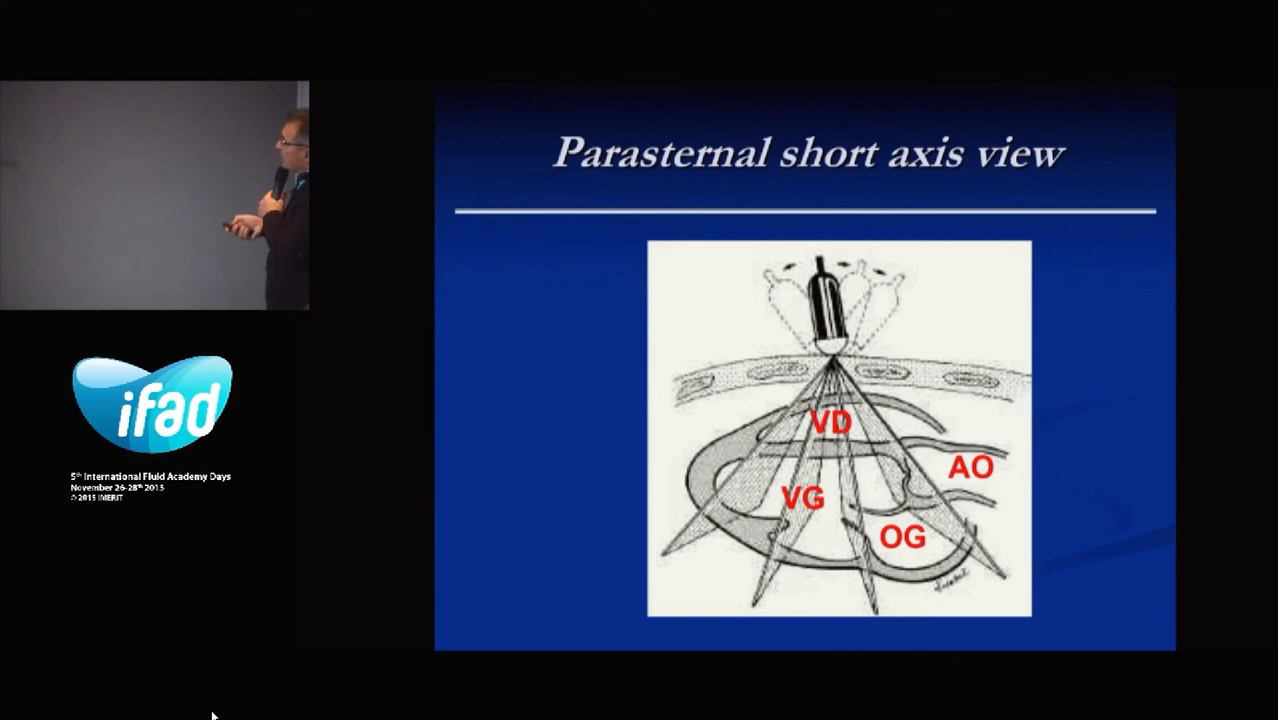 Parasternal short axis view
VD
AO
VG
OG
ifad
5th International Fluid Academy Days
November 26-28th 2015
© 2015 IMERIT